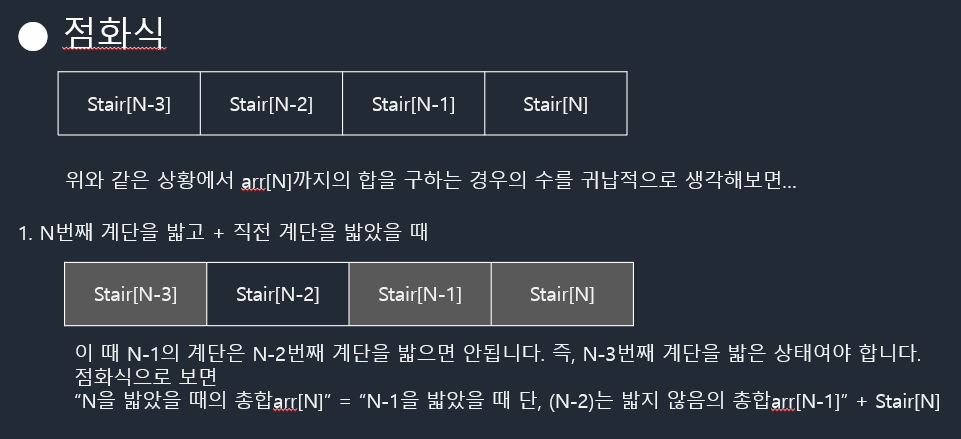 ● 점화식
Stair[N-3] Stair[N-2] Stair[N-1] Stair[N]
위와 같은 상황에서 arr[N]까지의 합을 구하는 경우의 수를 귀납적으로 생각해보면...
1. N번째 계단을 밟고 + 직전 계단을 밟았을 때
Stair[N-3] Stair[N-2] Stair[N-1] Stair[N]
이 때 N-1의 계단은 N-2번째 계단을 밟으면 안됩니다. 즉, N-3번째 계단을 밟은 상태여야 합니다.
점화식으로 보면
“N을 밟았을 때의 총합arr[N]” = “N-1을 밟았을 때 단, (N-2)는 밟지 않음의 총합arr[N-1]” + Stair[N]